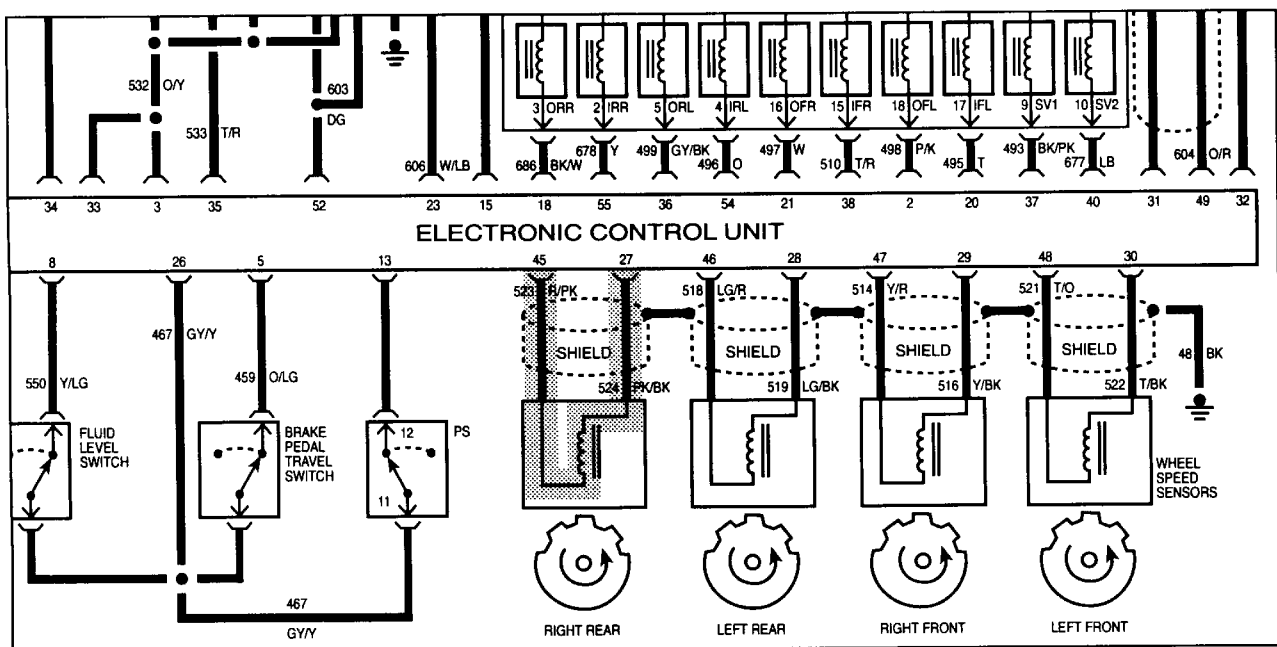 532 O/Y
603
533 T/R
DG
606 W/LB
3 ORR
2 IRR
5 ORL
4 IRL
16 OFR
15 IFR
18 OFL
17 IFL
9 SV1
10 SV2
686 BK/W
678 Y
499 GY/BK
496 O
497 W
510 T/R
498 P/K
495 T
493 BK/PK
677 LB
604 O/R
34 33 3 35 52 23 15 18 55 36 54 21 38 2 20 37 40 31 49 32
ELECTRONIC CONTROL UNIT
8 26 5 13 45 27 46 28 47 29 48 30
523 R/PK
518 LG/R
514 Y/R
521 T/O
467 GY/Y
SHIELD
SHIELD
SHIELD
SHIELD
48 BK
550 Y/LG
459 O/LG
524 PK/BK
519 LG/BK
516 Y/BK
522 T/BK
FLUID
LEVEL
SWITCH
BRAKE
PEDAL
TRAVEL
SWITCH
12
PS
11
WHEEL
SPEED
SENSORS
467
GY/Y
RIGHT REAR
LEFT REAR
RIGHT FRONT
LEFT FRONT